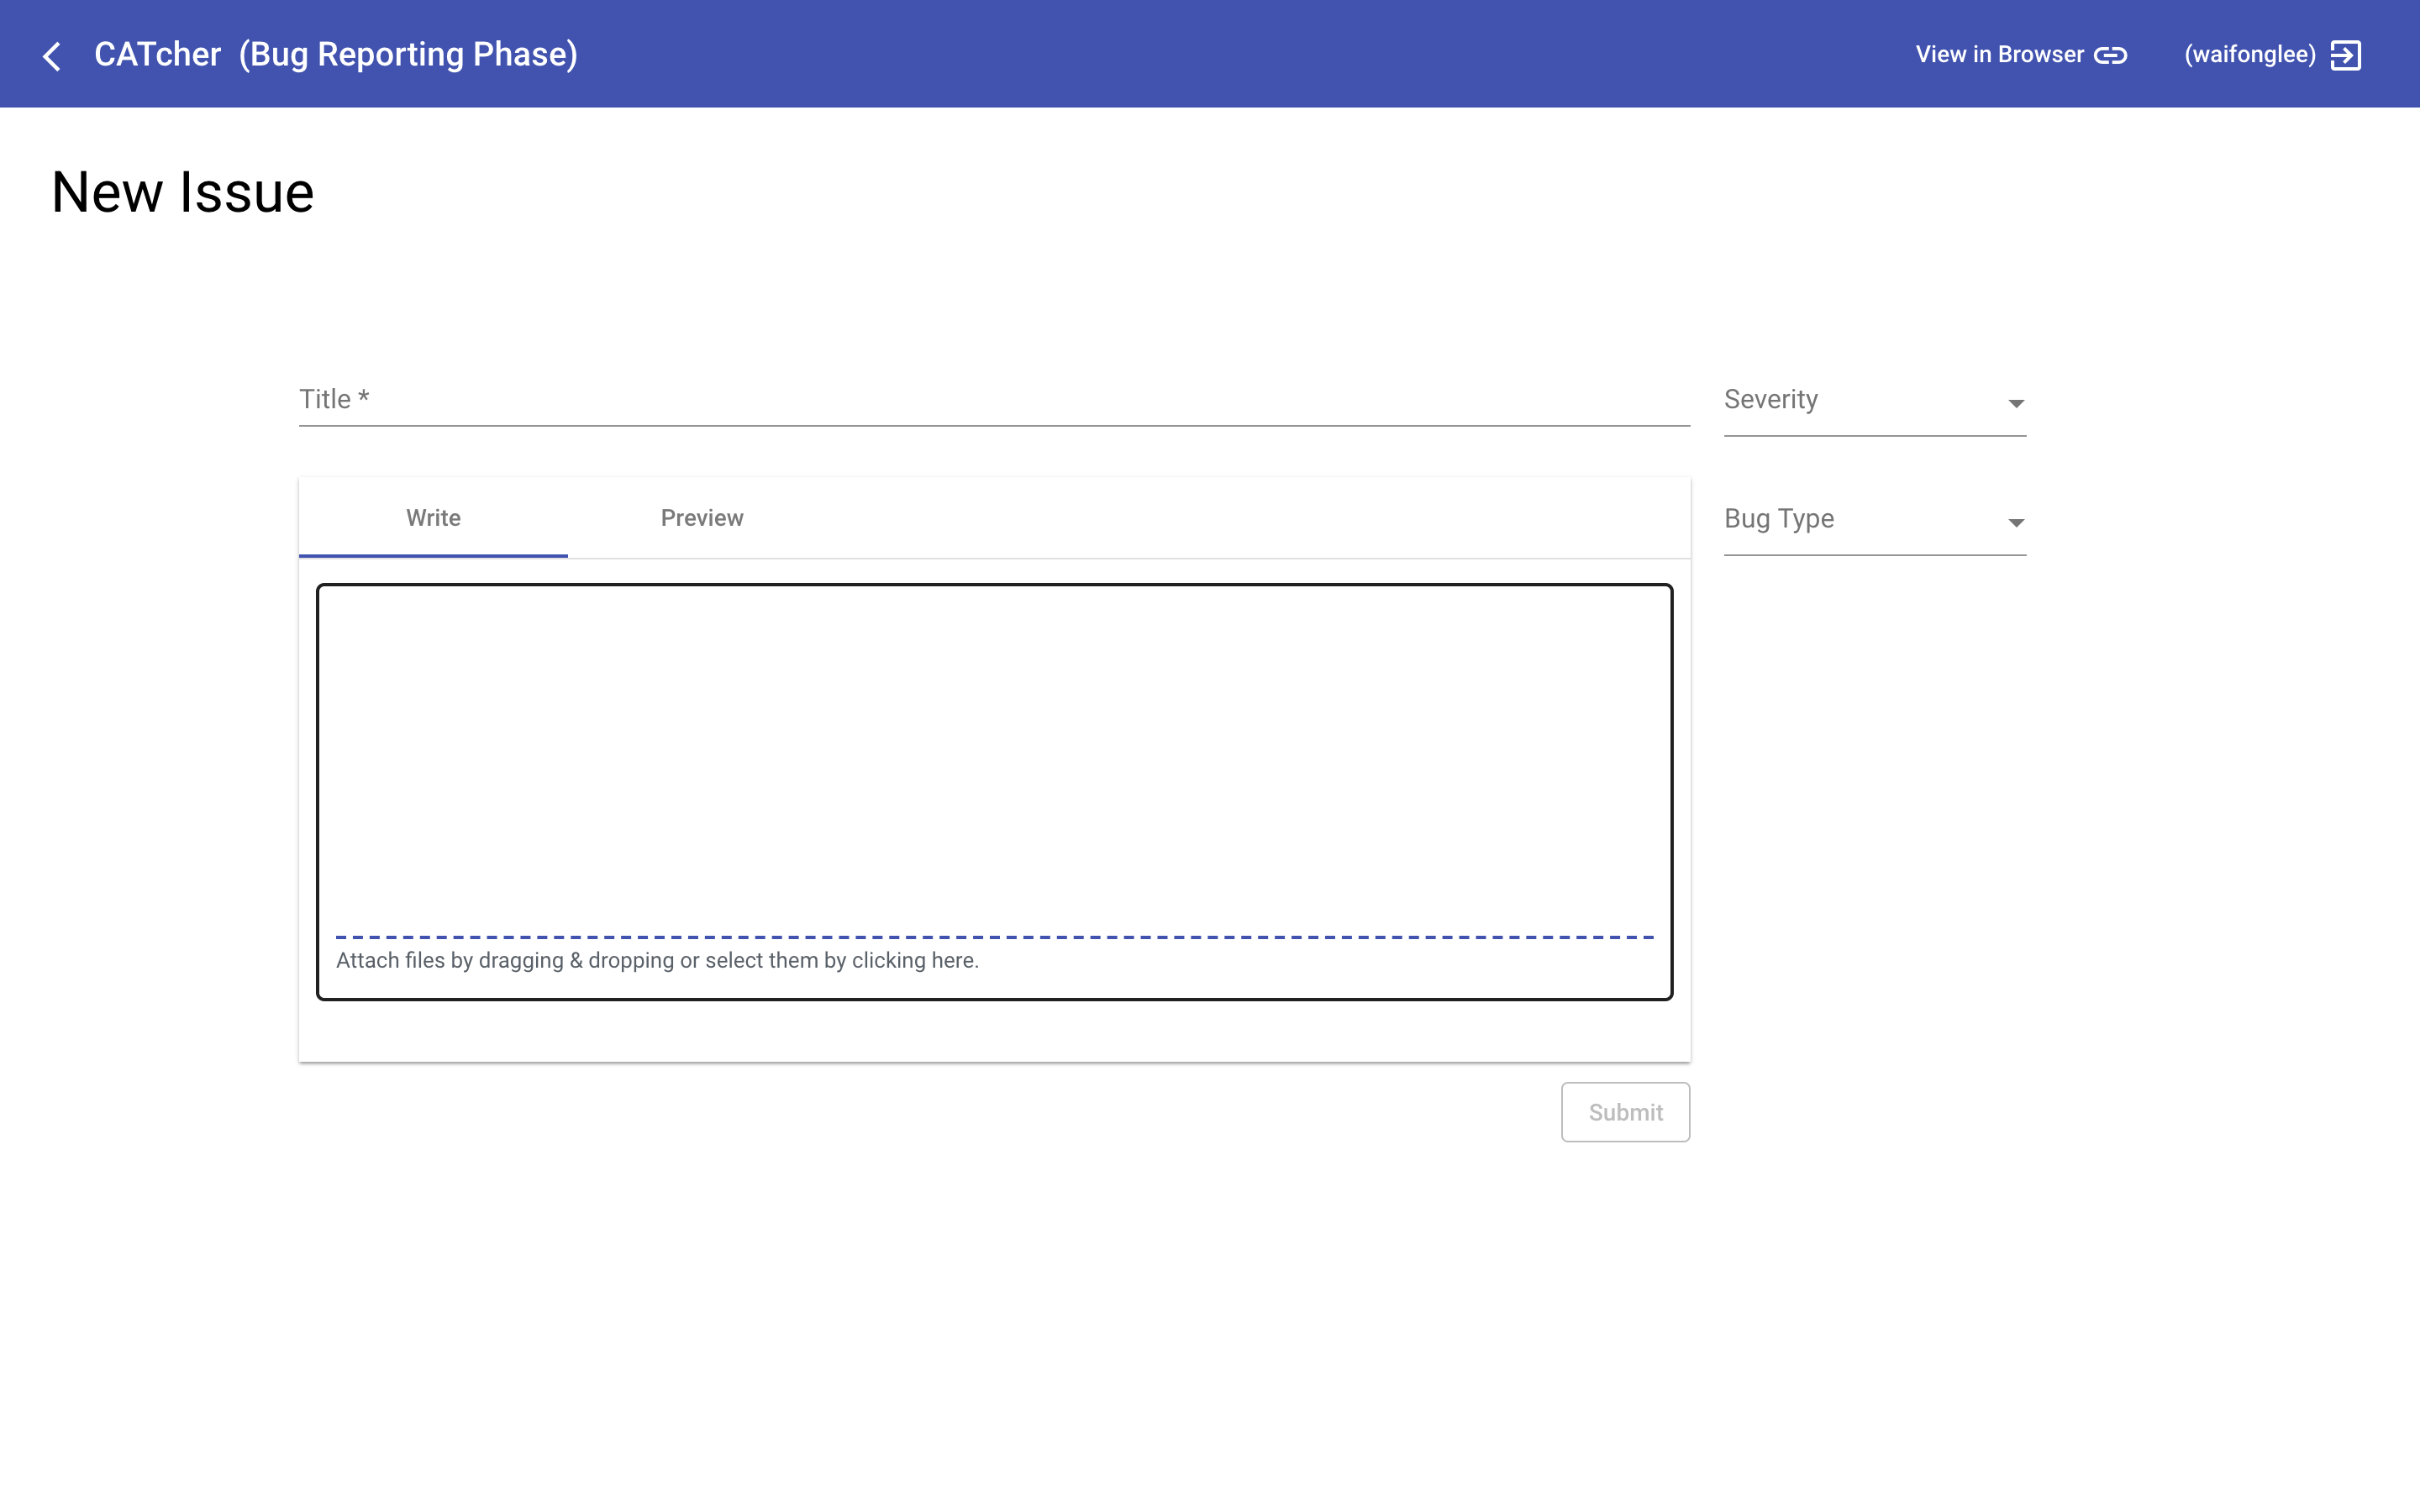 CATcher (Bug Reporting Phase)
View in Browser
(waifonglee)
New Issue
Title *
Severity
Write
Preview
Bug Type
Attach files by dragging & dropping or select them by clicking here.
Submit